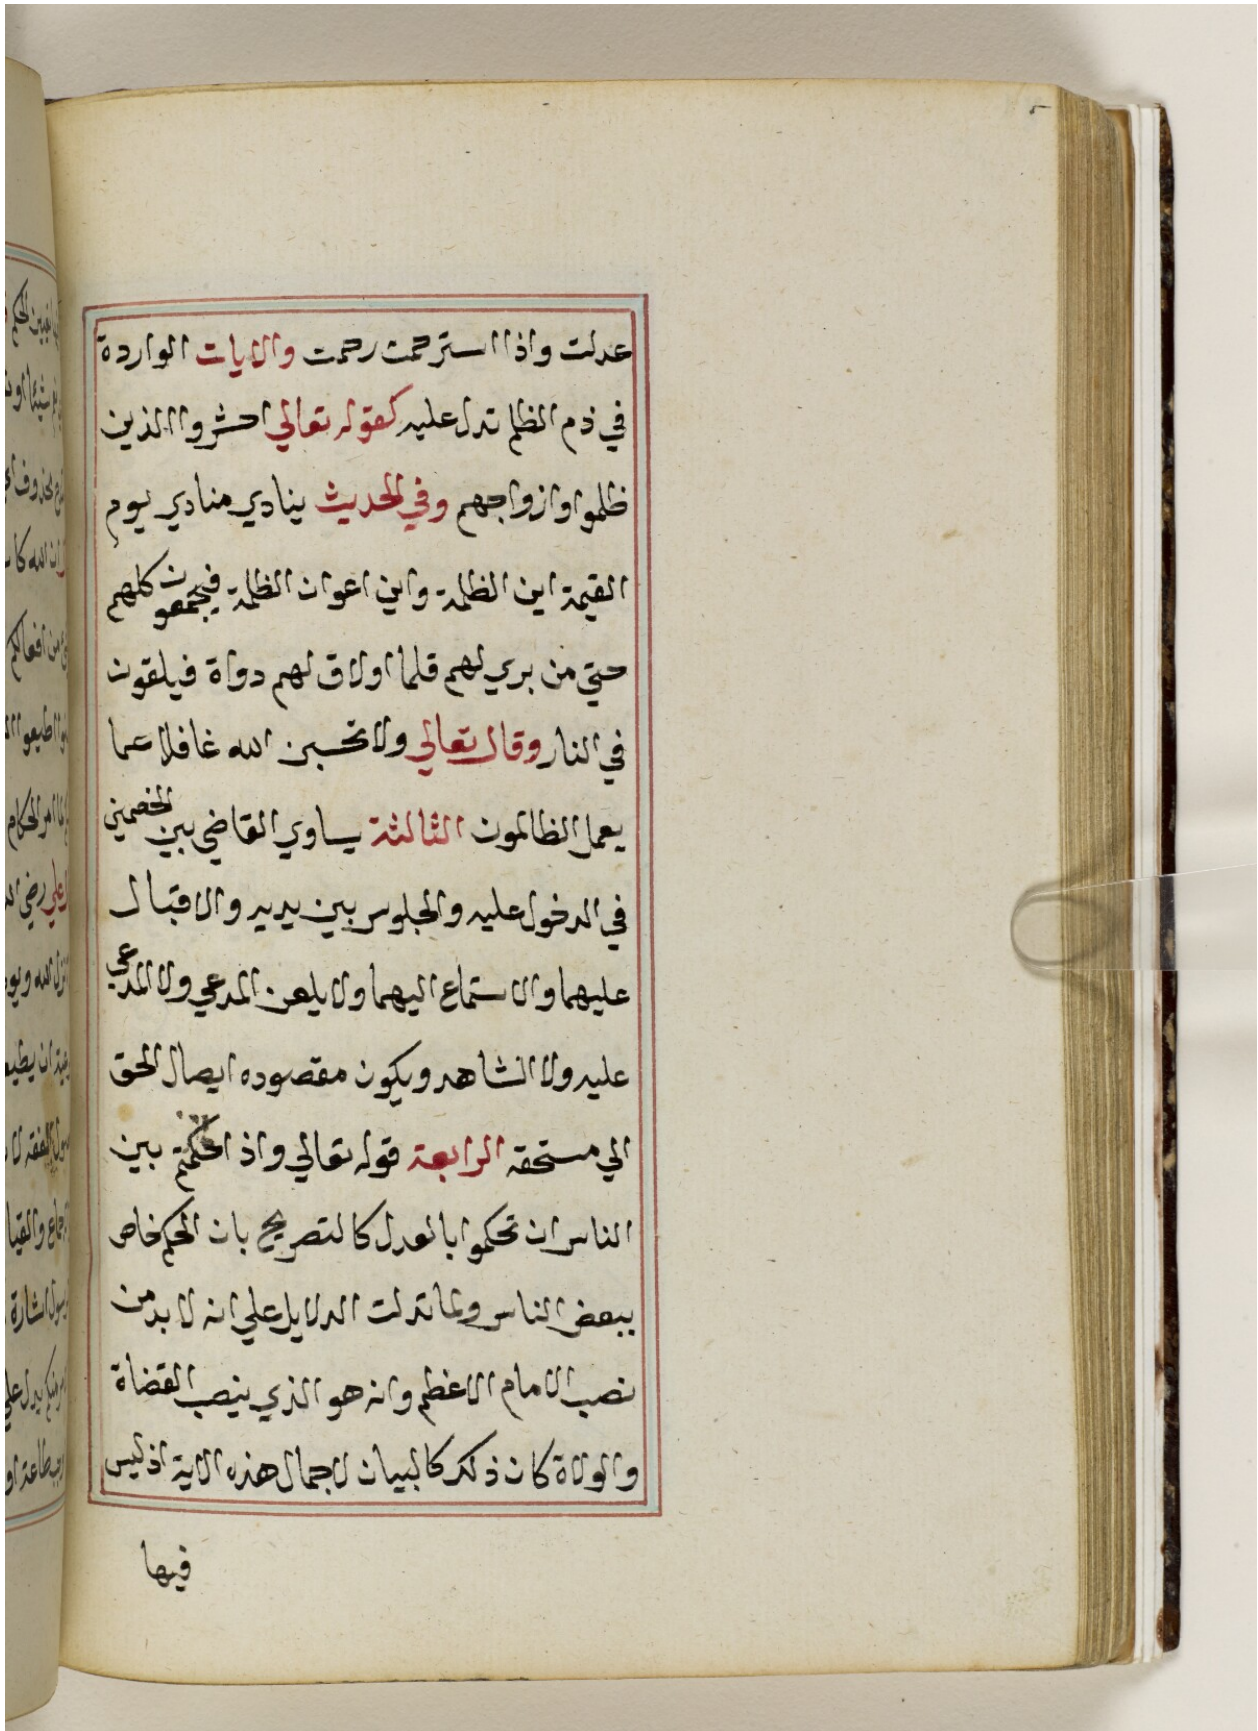 عدلت واذا استرحمت رحمت والايات الواردة
في ذم الظلم تدل عليه كقوله تعالي احشروا الذين
ظلموا وازواجهم وفي الحديث ينادي منادي يوم
القيمة اين الظلمة واين اعوان الظلمة فيجمعون كلهم
حتي من بري لهم قلما اولاق لهم دواة فيلقون
في النار وقال تعالي ولا تحسبن الله غافلا عما
يعمل الظالمون الثالثة يساوي القاضي بين الخصمين
في الدخول عليه والجلوس بين يديه والاقبال
عليهما والاستماع اليهما ولا يلعن المدعي ولا المدعي
عليه ولا الشاهد ويكون مقصوده ايصال الحق
الي مستحقه الرابعة قوله تعالي واذا حكمتم بين
الناس ان تحكموا بالعدل كالتصريح بان الحكم خاص
ببعض الناس ولما تدلت الدلايل علي انه لا بد من
نصب الامام الاعظم وانه هو الذي ينصب القضاة
والولاة كان ذلك كالبيان لاجمال هذه الاية اذ ليس
فيها